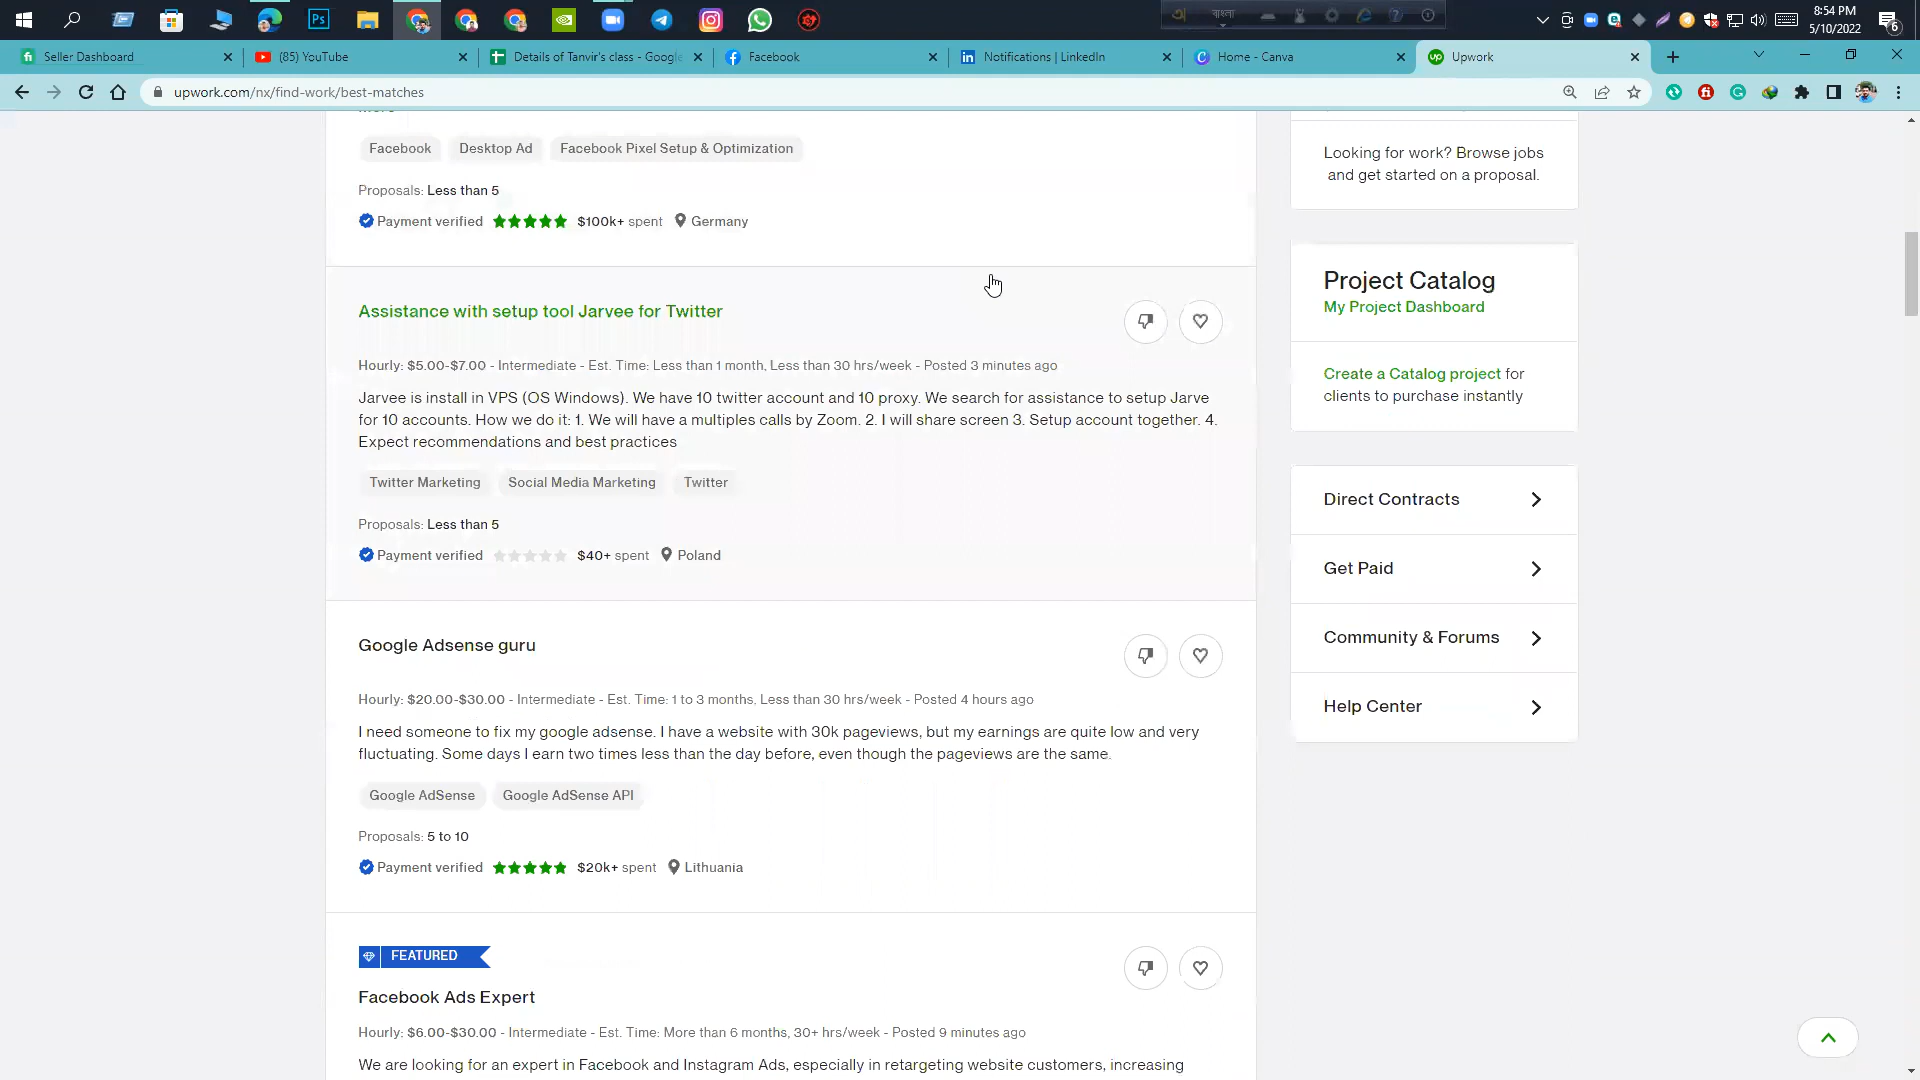 বাংলা
8:54 PM
5/10/2022
6
Seller Dashboard
(85) YouTube
Details of Tanvir's class - Google
Facebook
Notifications | LinkedIn
Home - Canva
Upwork
upwork.com/nx/find-work/best-matches
Facebook
Desktop Ad
Facebook Pixel Setup & Optimization
Proposals: Less than 5
Payment verified $100k+ spent Germany
Assistance with setup tool Jarvee for Twitter
Hourly: $5.00-$7.00 - Intermediate - Est. Time: Less than 1 month, Less than 30 hrs/week - Posted 3 minutes ago
Jarvee is install in VPS (OS Windows). We have 10 twitter account and 10 proxy. We search for assistance to setup Jarve
for 10 accounts. How we do it: 1. We will have a multiples calls by Zoom. 2. I will share screen 3. Setup account together. 4.
Expect recommendations and best practices
Twitter Marketing
Social Media Marketing
Twitter
Proposals: Less than 5
Payment verified $40+ spent Poland
Google Adsense guru
Hourly: $20.00-$30.00 - Intermediate - Est. Time: 1 to 3 months, Less than 30 hrs/week - Posted 4 hours ago
I need someone to fix my google adsense. I have a website with 30k pageviews, but my earnings are quite low and very
fluctuating. Some days I earn two times less than the day before, even though the pageviews are the same.
Google AdSense
Google AdSense API
Proposals: 5 to 10
Payment verified $20k+ spent Lithuania
FEATURED
Facebook Ads Expert
Hourly: $6.00-$30.00 - Intermediate - Est. Time: More than 6 months, 30+ hrs/week - Posted 9 minutes ago
We are looking for an expert in Facebook and Instagram Ads, especially in retargeting website customers, increasing
Looking for work? Browse jobs
and get started on a proposal.
Project Catalog
My Project Dashboard
Create a Catalog project for
clients to purchase instantly
Direct Contracts
Get Paid
Community & Forums
Help Center